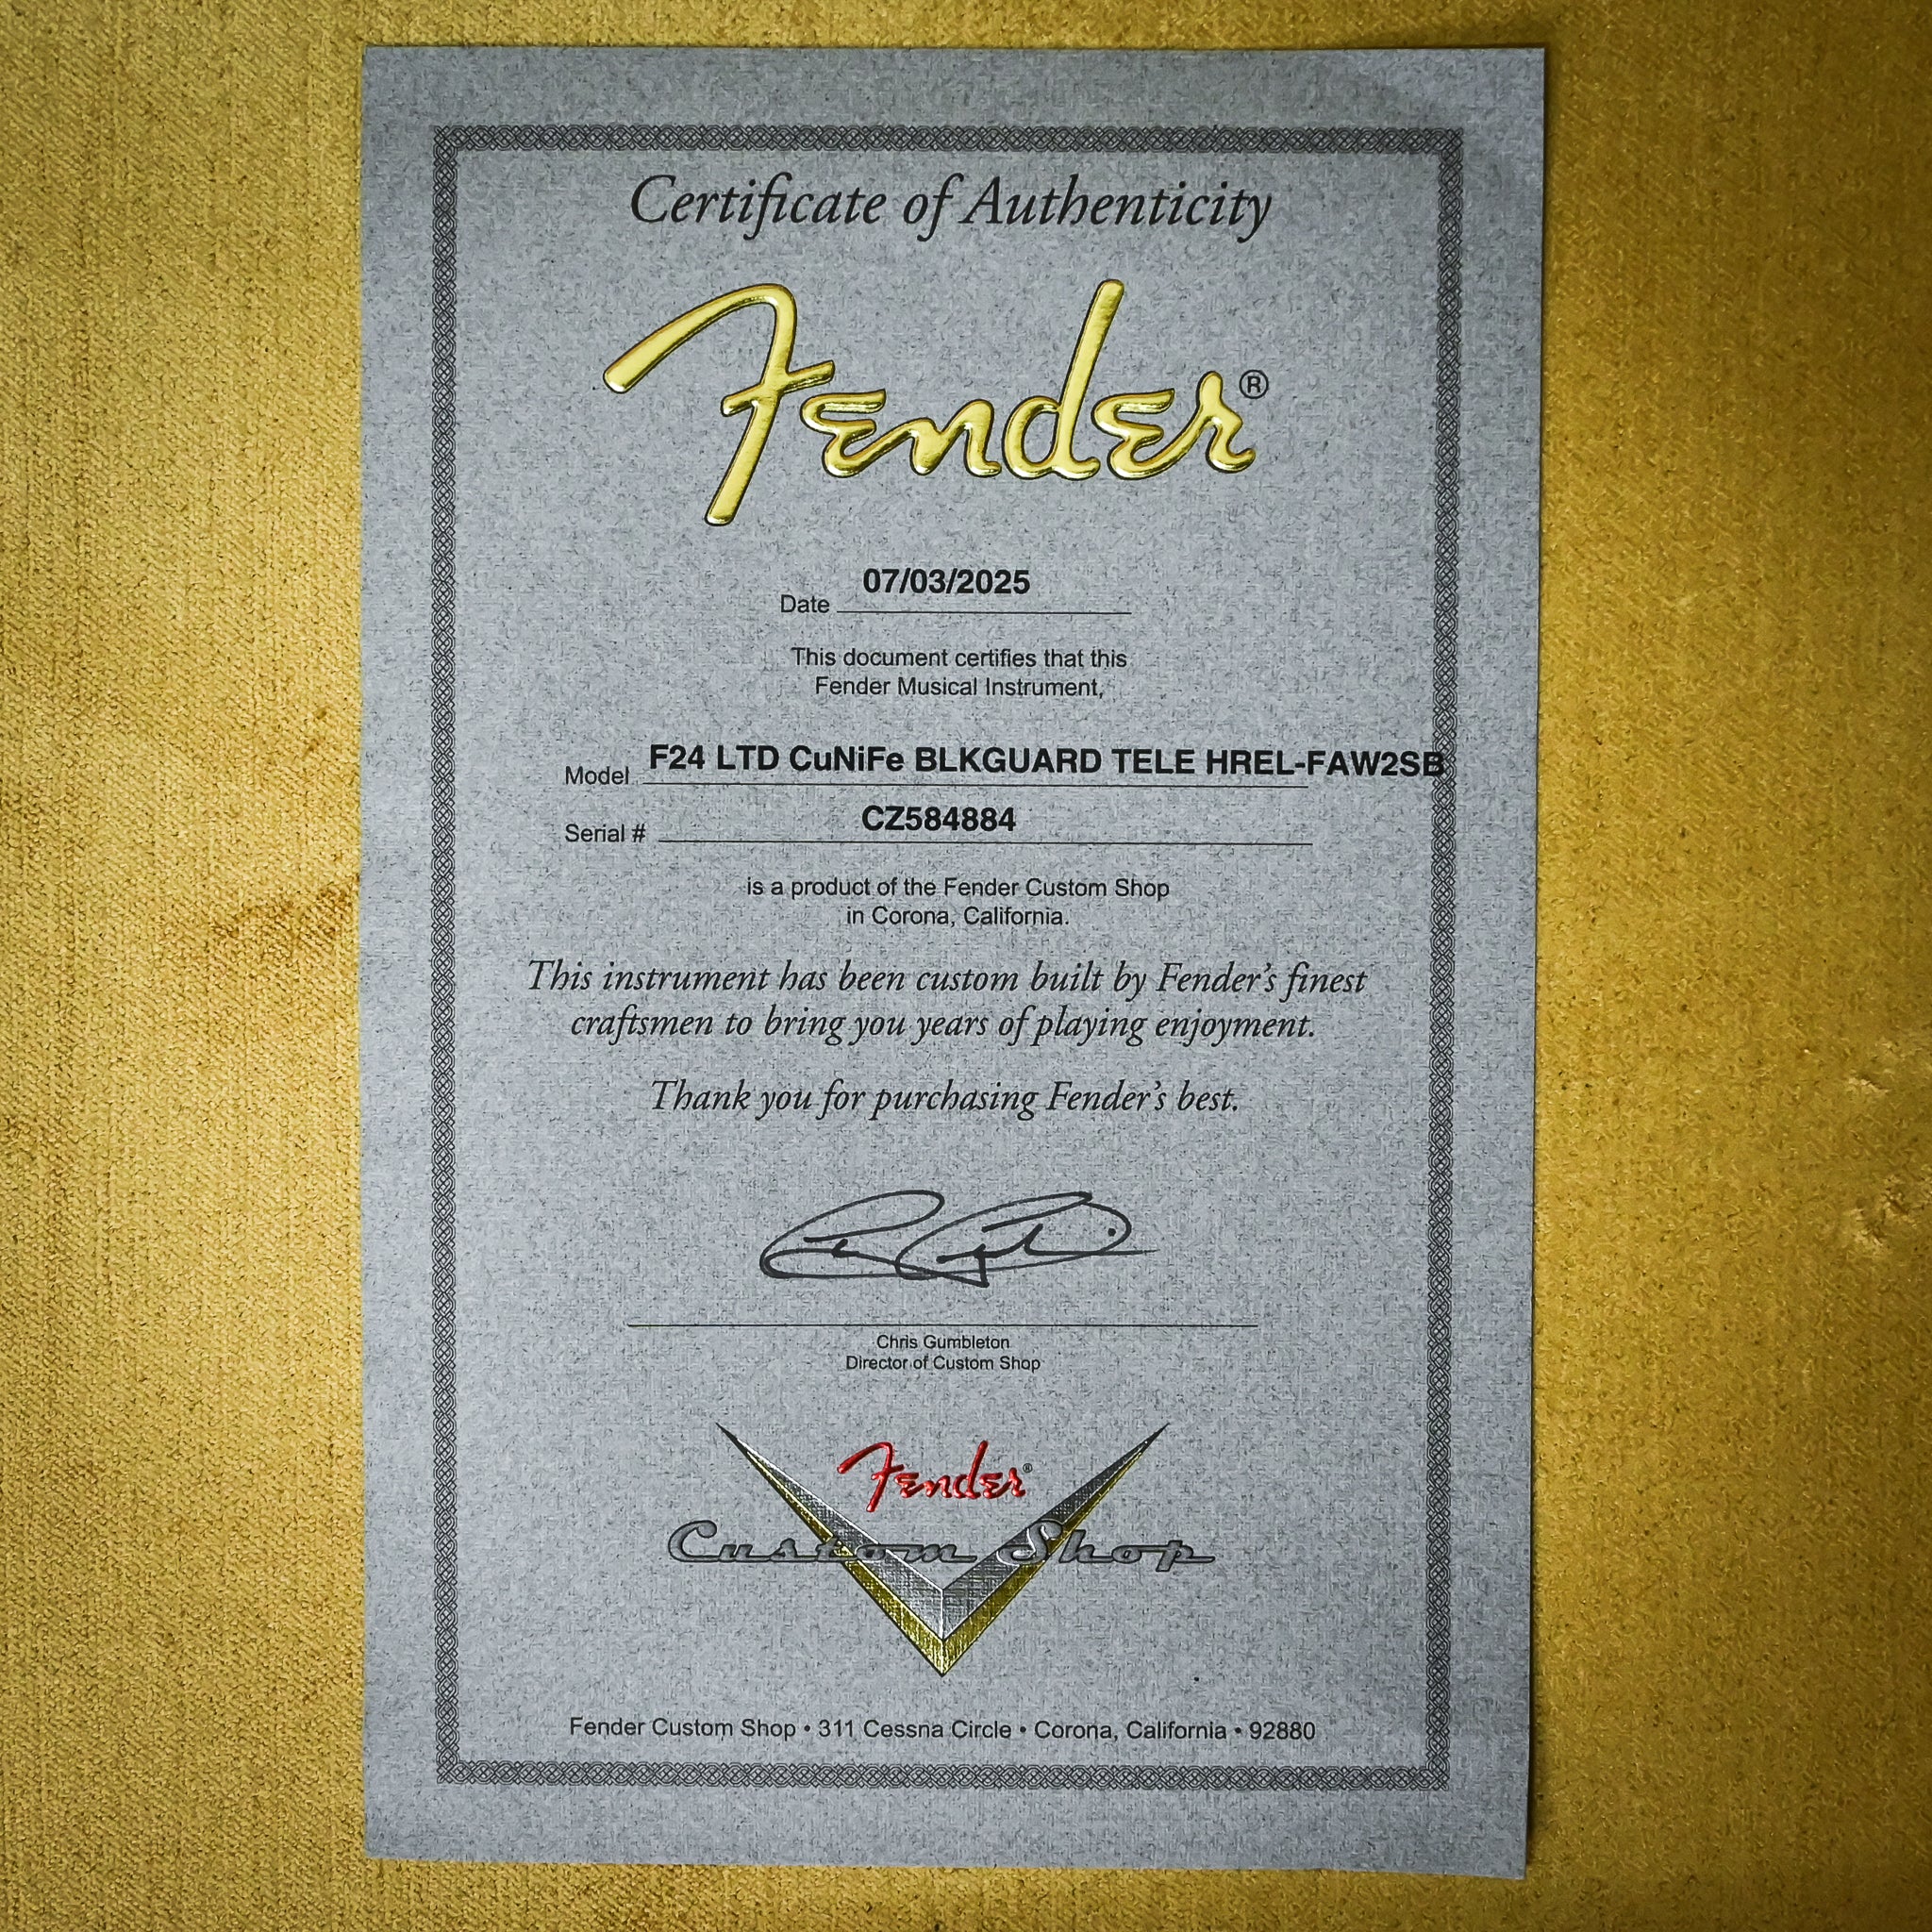 Certificate of Authenticity
Fender®
Date 07/03/2025
This document certifies that this
Fender Musical Instrument,
Model F24 LTD CuNiFe BLKGUARD TELE HREL-FAW2SB
Serial # CZ584884
is a product of the Fender Custom Shop
in Corona, California.
This instrument has been custom built by Fender's finest
craftsmen to bring you years of playing enjoyment.
Thank you for purchasing Fender's best.
Chris Gumbleton
Director of Custom Shop
Fender®
Custom Shop
Fender Custom Shop • 311 Cessna Circle • Corona, California • 92880